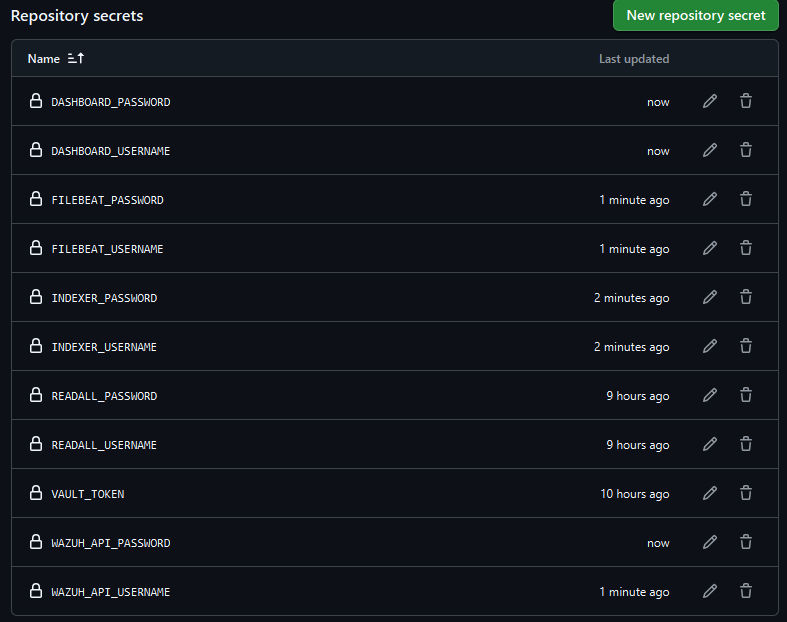 Repository secrets
New repository secret
Name
Last updated
DASHBOARD_PASSWORD now
DASHBOARD_USERNAME now
FILEBEAT_PASSWORD 1 minute ago
FILEBEAT_USERNAME 1 minute ago
INDEXER_PASSWORD 2 minutes ago
INDEXER_USERNAME 2 minutes ago
READALL_PASSWORD 9 hours ago
READALL_USERNAME 9 hours ago
VAULT_TOKEN 10 hours ago
WAZUH_API_PASSWORD now
WAZUH_API_USERNAME 1 minute ago